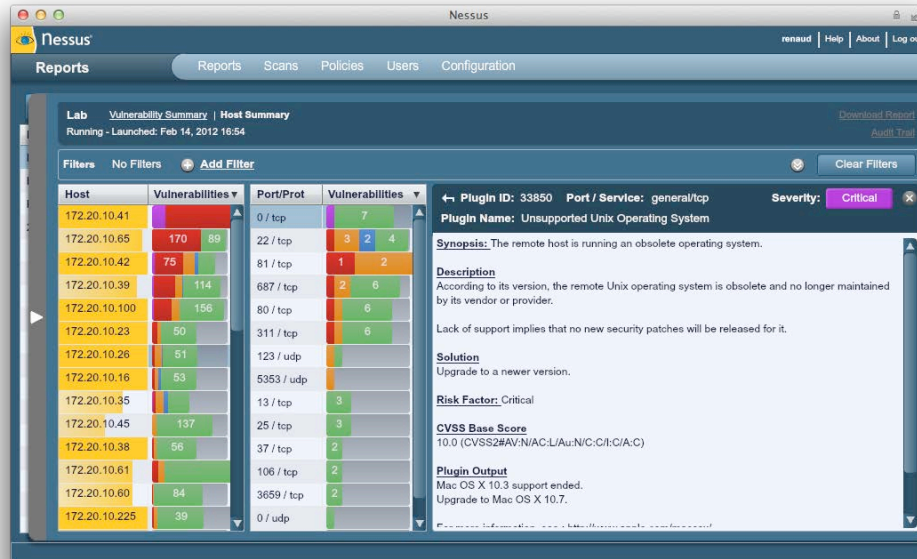 Nessus
Nessus
renaud | Help | About | Log
Reports
Reports Scans Policies Users Configuration
Lab Vulnerability Summary | Host Summary
Running - Launched: Feb 14, 2012 16:54
Download Report
Audit Trail
Filters No Filters Add Filter
Clear Filters
Host Vulnerabilities
172.20.10.41
172.20.10.65 170 89
172.20.10.42 75
172.20.10.39 114
172.20.10.100 156
172.20.10.23 50
172.20.10.26 51
172.20.10.16 53
172.20.10.35
172.20.10.45 137
172.20.10.38 56
172.20.10.61
172.20.10.60 84
172.20.10.225 39
Port/Prot Vulnerabilities
0 / tcp 7
22 / tcp 3 2 4
81 / tcp 1 2
687 / tcp 2 6
80 / tcp 6
311 / tcp 6
123 / udp
5353 / udp
13 / tcp 3
25 / tcp 3
37 / tcp 2
106 / tcp 2
3659 / tcp 2
0 / udp
Plugin ID: 33850 Port / Service: general/tcp Severity: Critical
Plugin Name: Unsupported Unix Operating System
Synopsis: The remote host is running an obsolete operating system.
Description
According to its version, the remote Unix operating system is obsolete and no longer maintained
by its vendor or provider.
Lack of support implies that no new security patches will be released for it.
Solution
Upgrade to a newer version.
Risk Factor: Critical
CVSS Base Score
10.0 (CVSS2#AV:N/AC:L/Au:N/C:C/I:C/A:C)
Plugin Output
Mac OS X 10.3 support ended.
Upgrade to Mac OS X 10.7.